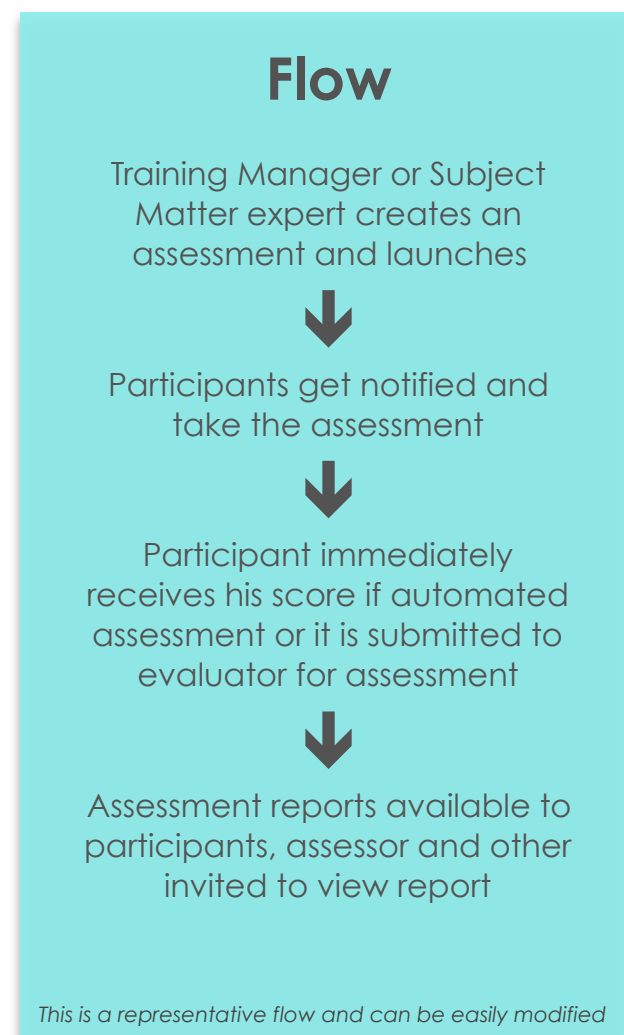 Flow
Training Manager or Subject
Matter expert creates an
assessment and launches
Participants get notified and
take the assessment
Participant immediately
receives his score if automated
assessment or it is submitted to
evaluator for assessment
Assessment reports available to
participants, assessor and other
invited to view report
This is a representative flow and can be easily modified